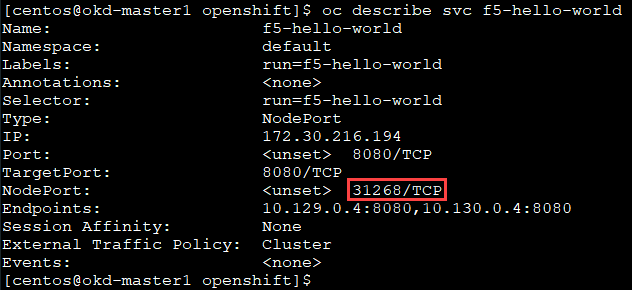 [centos@okd-master1 openshift]$ oc describe svc f5-hello-world
Name: f5-hello-world
Namespace: default
Labels: run=f5-hello-world
Annotations: <none>
Selector: run=f5-hello-world
Type: NodePort
IP: 172.30.216.194
Port: <unset> 8080/TCP
TargetPort: 8080/TCP
NodePort: <unset> 31268/TCP
Endpoints: 10.129.0.4:8080,10.130.0.4:8080
Session Affinity: None
External Traffic Policy: Cluster
Events: <none>
[centos@okd-master1 openshift]$